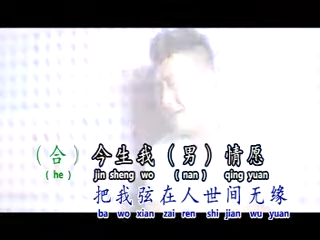 （合）今生我（男）情愿
(he) jin sheng wo (nan) qing yuan
把我弦在人世间无缘
ba wo xian zai ren shi jian wu yuan